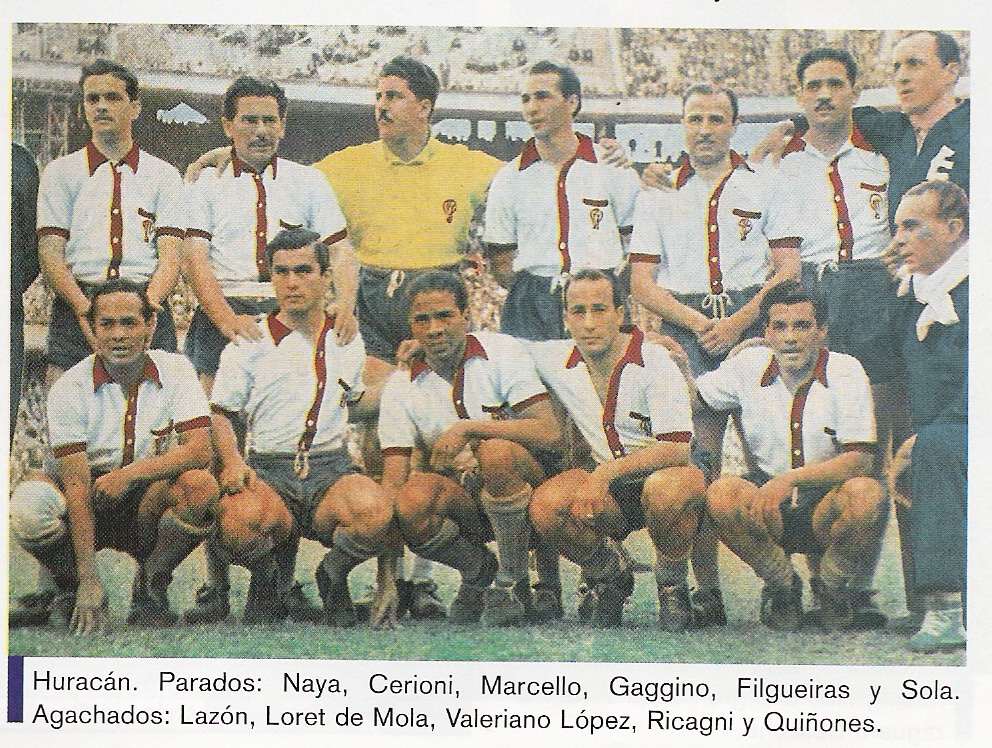 Huracán. Parados: Naya, Cerioni, Marcello, Gaggino, Filgueiras y Sola.
Agachados: Lazón, Loret de Mola, Valeriano López, Ricagni y Quiñones.